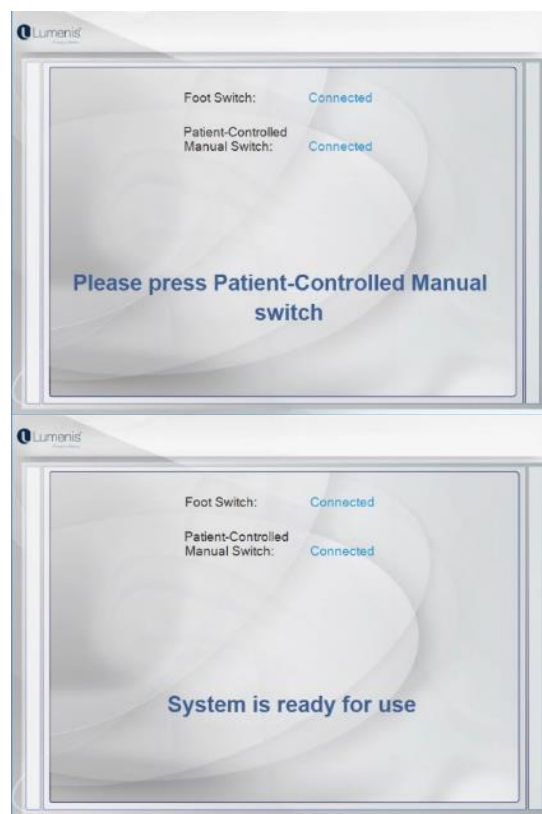 Lumenis
Foot Switch: Connected
Patient-Controlled
Manual Switch: Connected
Please press Patient-Controlled Manual
switch
Lumenis
Foot Switch: Connected
Patient-Controlled
Manual Switch: Connected
System is ready for use